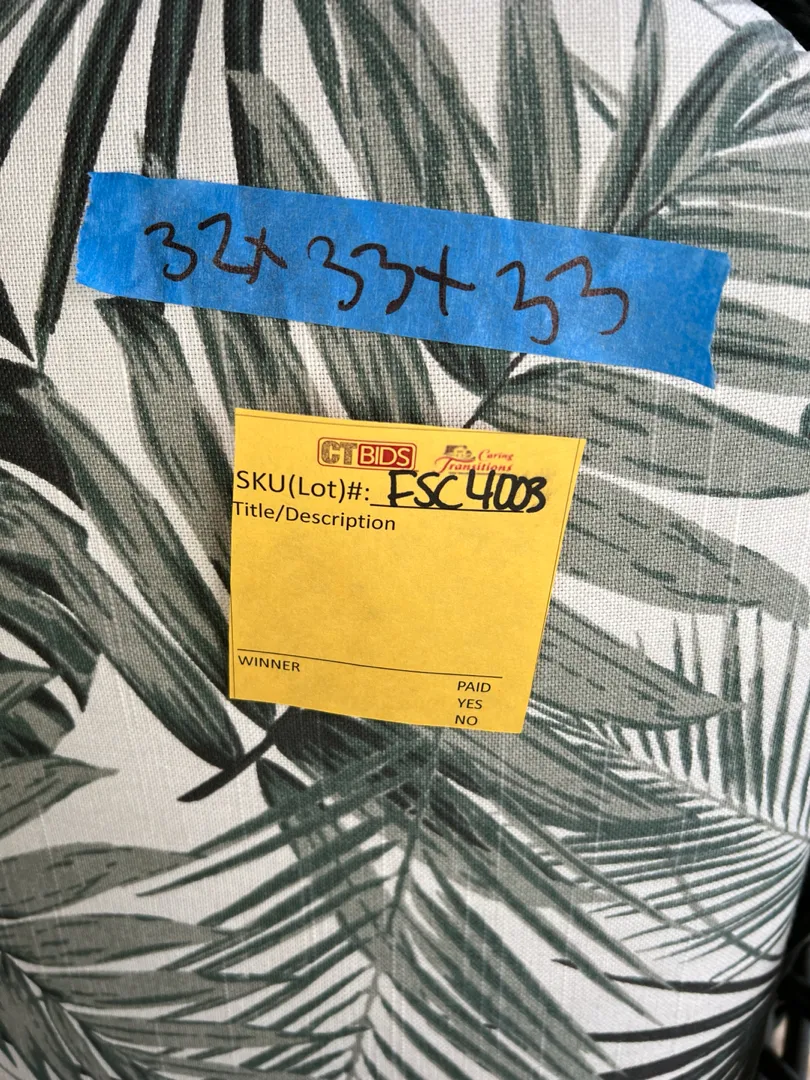 32x33x33
CTBIDS Caring Transitions
SKU(Lot)#: FSC4003
Title/Description
WINNER
PAID
YES
NO